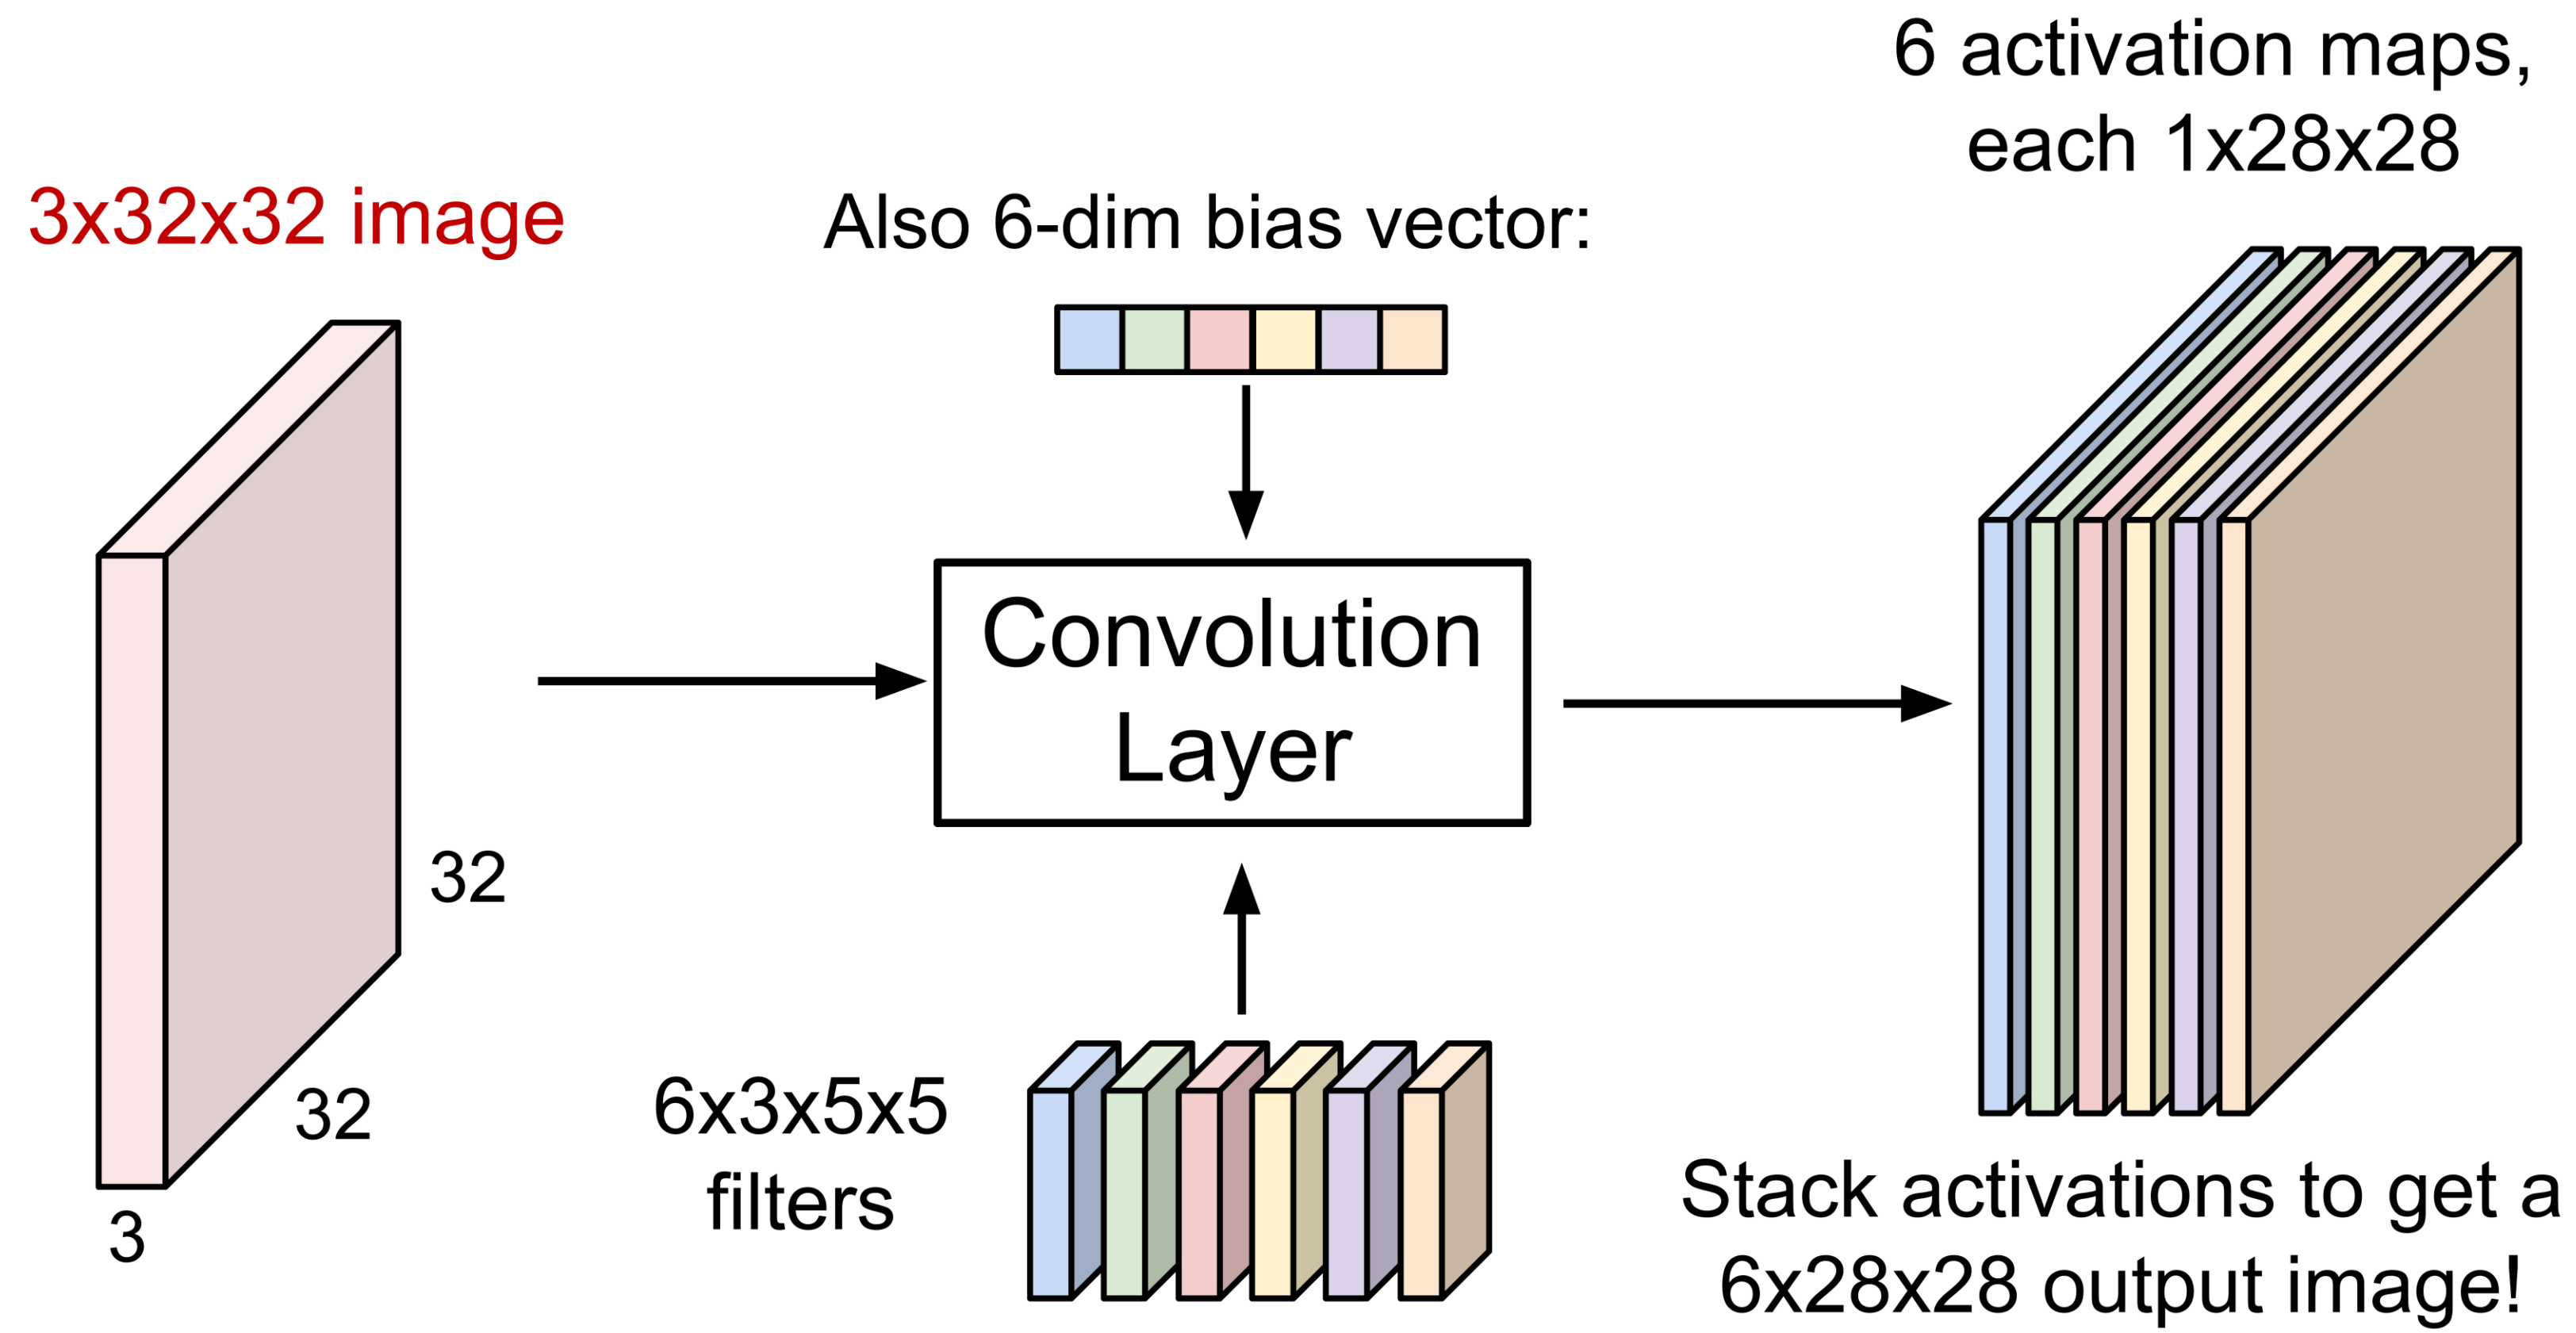 3x32x32 image
32
32
3
Also 6-dim bias vector:
Convolution
Layer
6x3x5x5
filters
6 activation maps,
each 1x28x28
Stack activations to get a
6x28x28 output image!